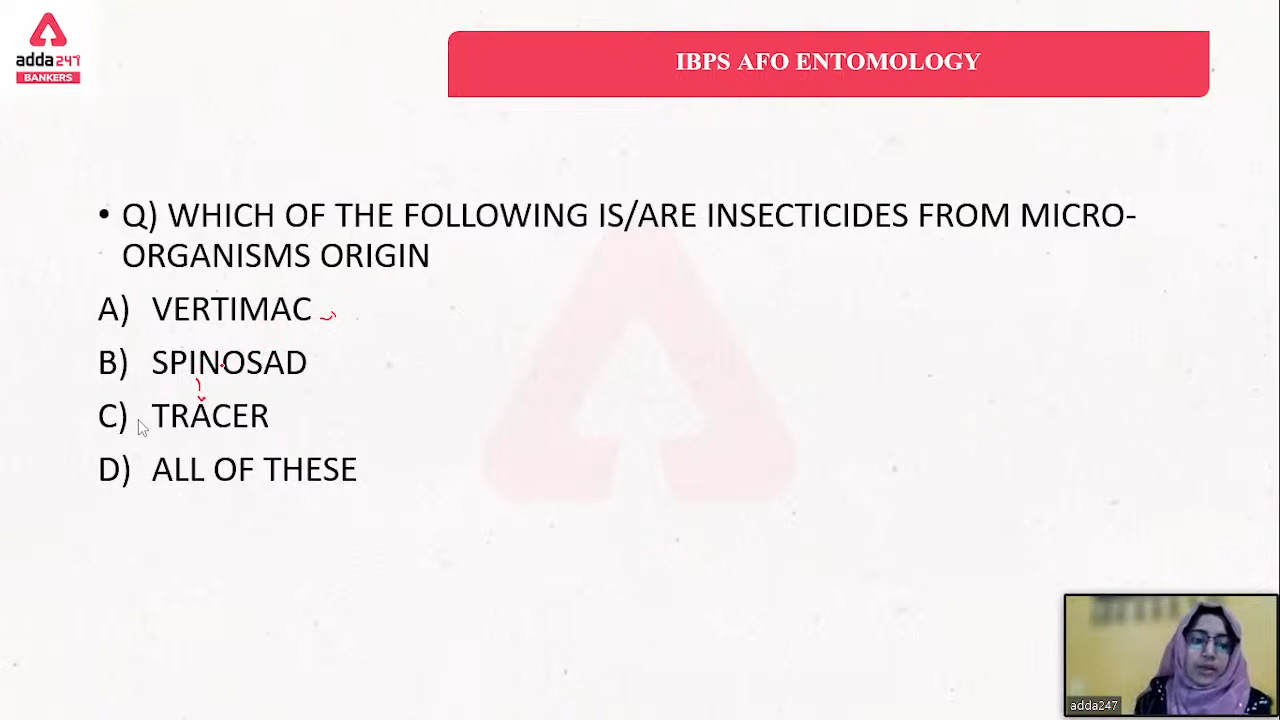 adda247
BANKERS
IBPS AFO ENTOMOLOGY
• Q) WHICH OF THE FOLLOWING IS/ARE INSECTICIDES FROM MICRO-
ORGANISMS ORIGIN
A) VERTIMAC
B) SPINOSAD
C) TRACER
D) ALL OF THESE
adda247